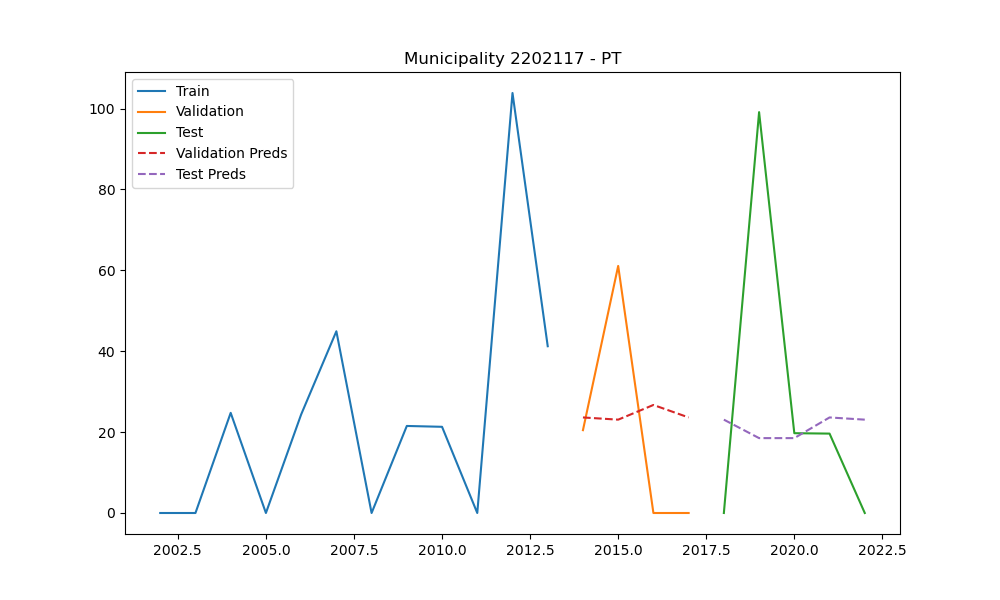 Municipality 2202117 - PT
Train
Validation
Test
Validation Preds
Test Preds
100
80
60
40
20
0
2002.5 2005.0 2007.5 2010.0 2012.5 2015.0 2017.5 2020.0 2022.5